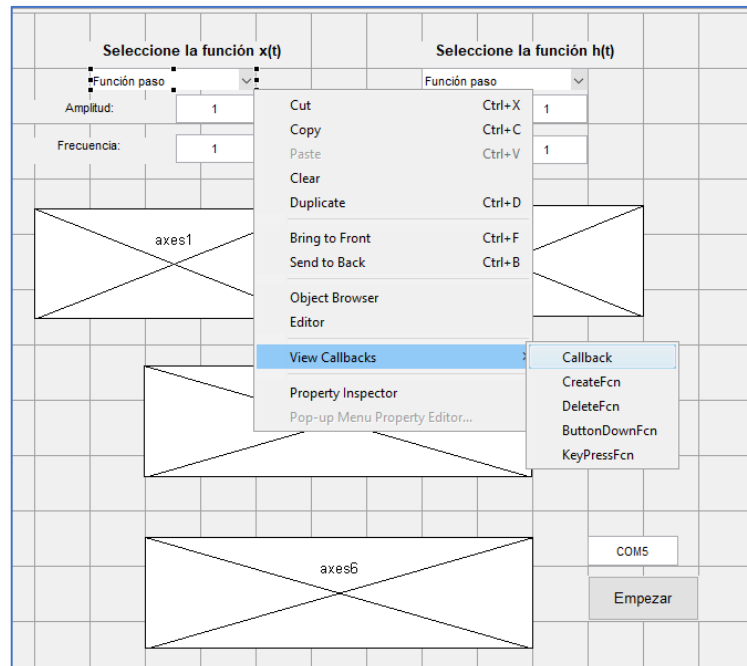 Seleccione la función x(t)
Seleccione la función h(t)
Función paso
Función paso
Amplitud:
1
1
Frecuencia:
1
1
Cut Ctrl+X
Copy Ctrl+C
Paste Ctrl+V
Clear
Duplicate Ctrl+D
Bring to Front Ctrl+F
Send to Back Ctrl+B
Object Browser
Editor
View Callbacks
Property Inspector
Pop-up Menu Property Editor...
Callback
CreateFcn
DeleteFcn
ButtonDownFcn
KeyPressFcn
axes1
axes6
COM5
Empezar